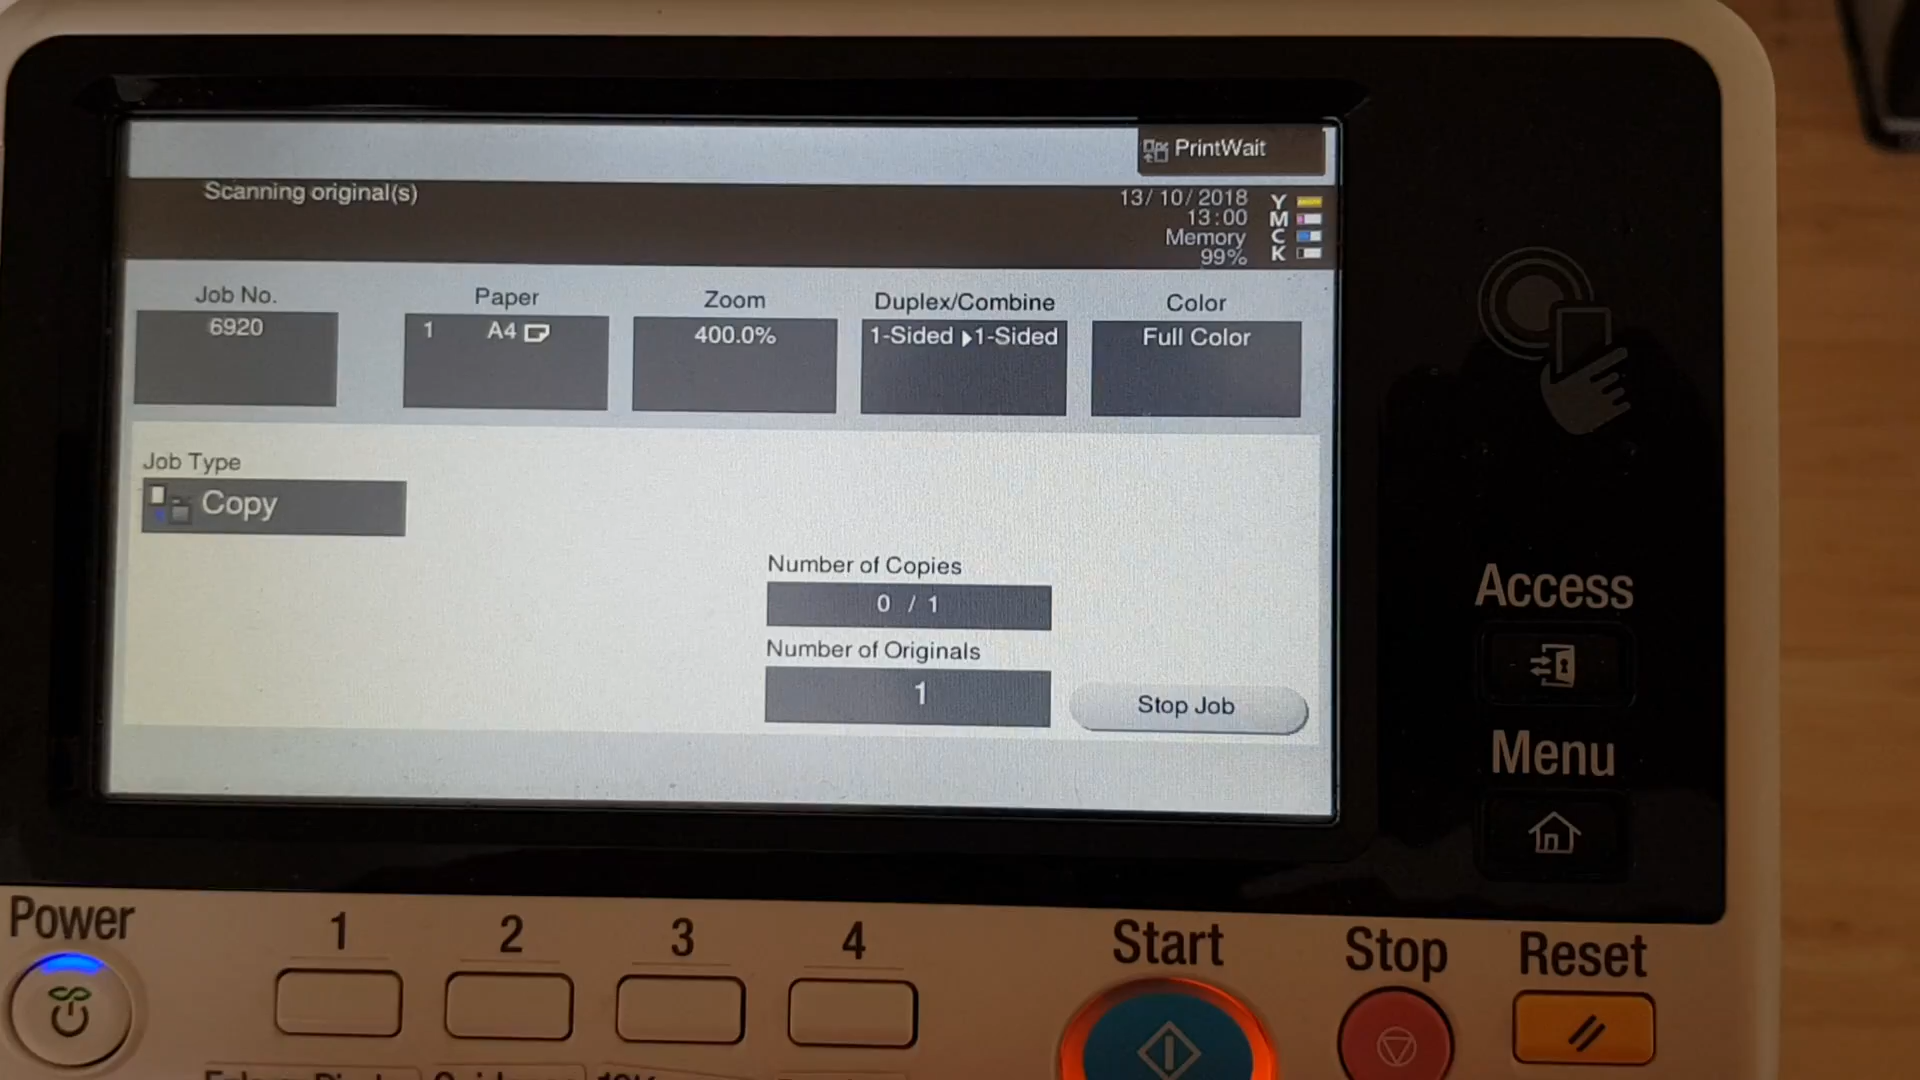 PrintWait
Scanning original(s)
13/10/2018
13:00
Memory
99%
Y
M
C
K
Job No.
6920
Paper
1 A4
Zoom
400.0%
Duplex/Combine
1-Sided 1-Sided
Color
Full Color
Job Type
Copy
Number of Copies
0 / 1
Number of Originals
1
Stop Job
Access
Menu
Power
1
2
3
4
Start
Stop
Reset